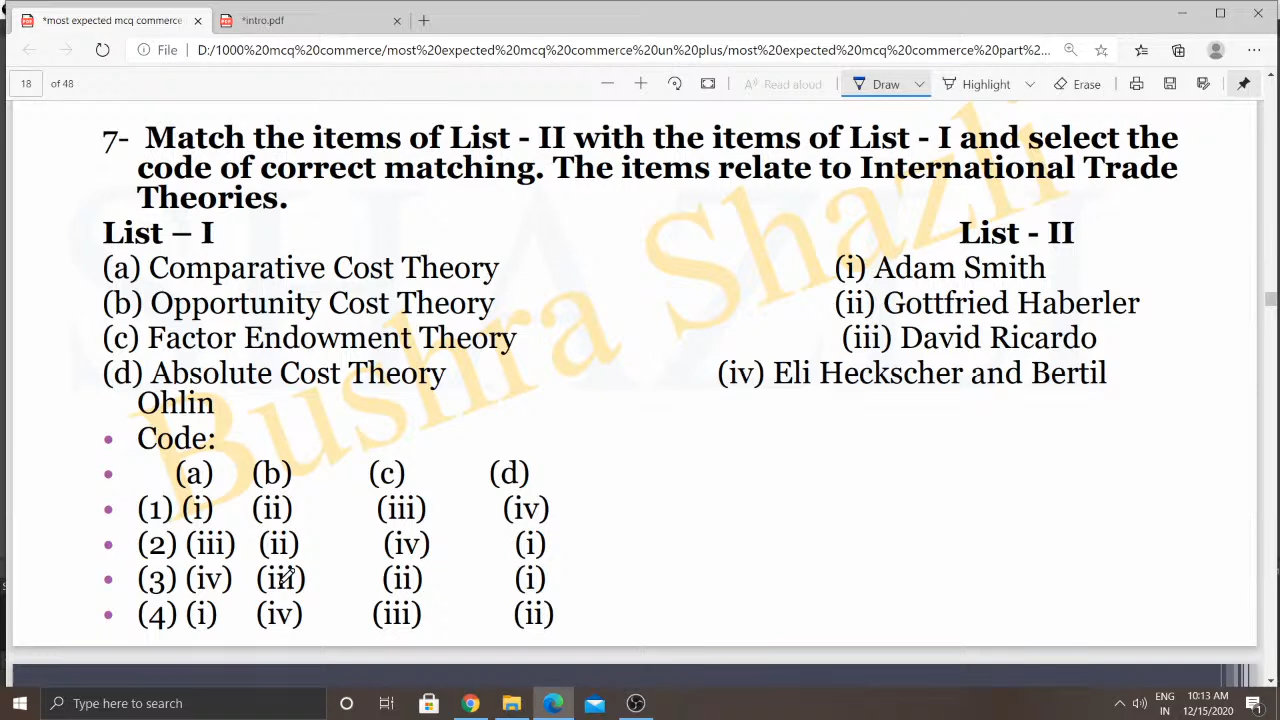 *most expected mcq commerce
*intro.pdf
File D:/1000%20mcq%20commerce/most%20expected%20mcq%20commerce%20un%20plus/most%20expected%20mcq%20commerce%20part%2...
18 of 48 Read aloud Draw Highlight Erase
7- Match the items of List - II with the items of List - I and select the
code of correct matching. The items relate to International Trade
Theories.
List – I List - II
(a) Comparative Cost Theory (i) Adam Smith
(b) Opportunity Cost Theory (ii) Gottfried Haberler
(c) Factor Endowment Theory (iii) David Ricardo
(d) Absolute Cost Theory (iv) Eli Heckscher and Bertil
Ohlin
• Code:
• (a) (b) (c) (d)
• (1) (i) (ii) (iii) (iv)
• (2) (iii) (ii) (iv) (i)
• (3) (iv) (iii) (ii) (i)
• (4) (i) (iv) (iii) (ii)
Bushra Shazli
Type here to search
ENG 10:13 AM
IN 12/15/2020
1